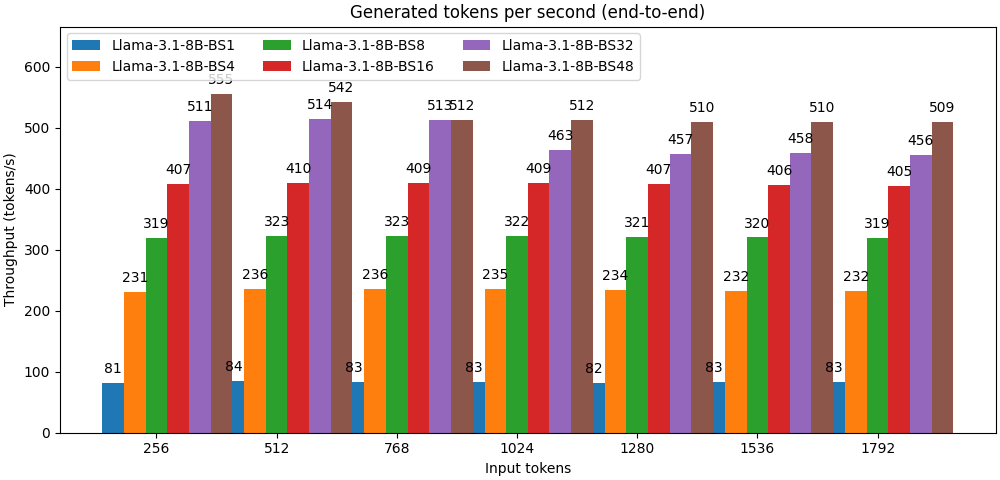 Generated tokens per second (end-to-end)
Llama-3.1-8B-BS1 Llama-3.1-8B-BS8 Llama-3.1-8B-BS32
Llama-3.1-8B-BS4 Llama-3.1-8B-BS16 Llama-3.1-8B-BS48
Throughput (tokens/s)
600
500
400
300
200
100
0
81 231 319 407 511 555
84 236 323 410 514 542
83 236 323 409 513 512
83 235 322 409 463 512
82 234 321 407 457 510
83 232 320 406 458 510
83 232 319 405 456 509
256 512 768 1024 1280 1536 1792
Input tokens